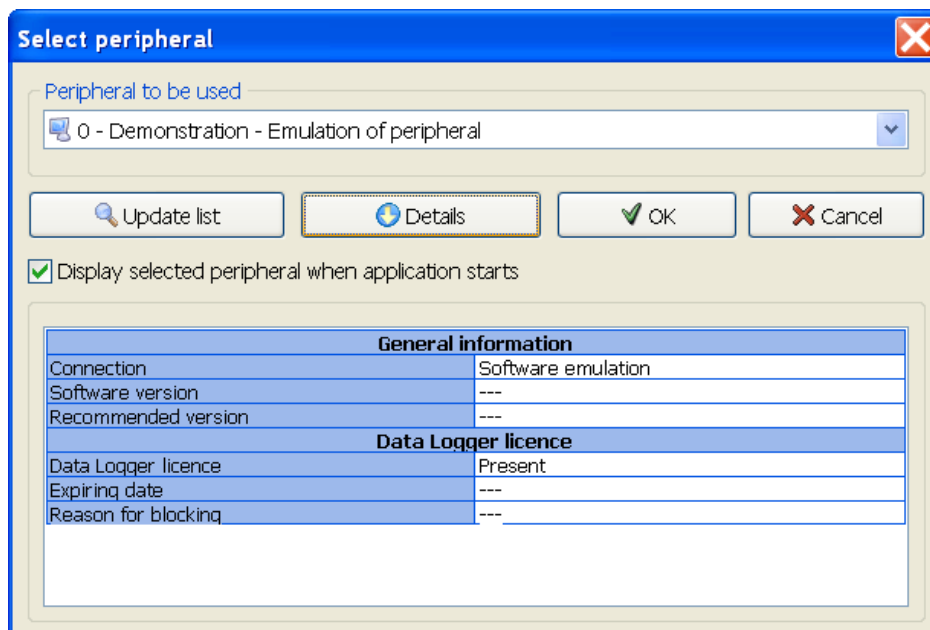 Select peripheral
Peripheral to be used
0 - Demonstration - Emulation of peripheral
Update list Details OK Cancel
Display selected peripheral when application starts
General information
Connection Software emulation
Software version ---
Recommended version ---
Data Logger licence
Data Logger licence Present
Expiring date ---
Reason for blocking ---